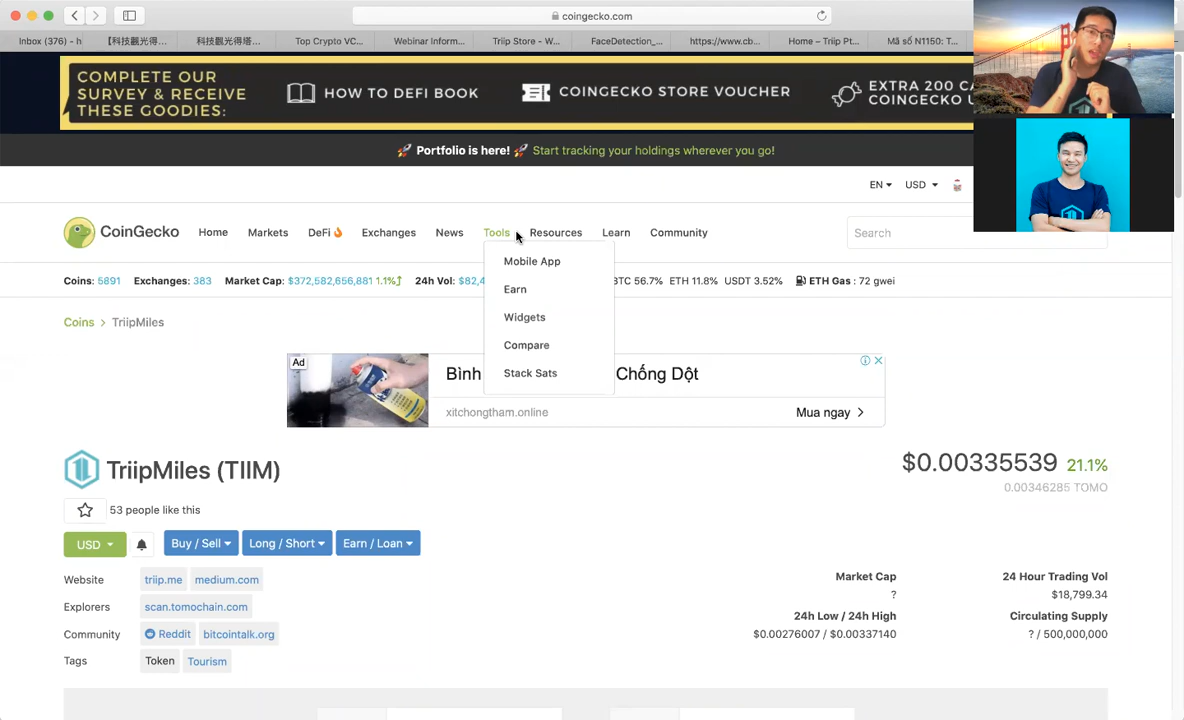 coingecko.com
Inbox (376) - h
【科技觀光得...
科技觀光得塔...
Top Crypto VC...
Webinar Inform...
Triip Store - W...
FaceDetection_...
https://www.cb...
Home – Triip Pt...
Mã số N1150: T...
COMPLETE OUR
SURVEY & RECEIVE
THESE GOODIES:
HOW TO DEFI BOOK
COINGECKO STORE VOUCHER
EXTRA 200 CA
COINGECKO U
🚀 Portfolio is here! 🚀 Start tracking your holdings wherever you go!
EN USD
CoinGecko Home Markets DeFi🔥 Exchanges News Tools Resources Learn Community Search
Mobile App
Earn
Widgets
Compare
Stack Sats
Coins: 5891 Exchanges: 383 Market Cap: $372,582,656,881 1.1% 24h Vol: $82,4 BTC 56.7% ETH 11.8% USDT 3.52% ETH Gas: 72 gwei
Coins > TriipMiles
Ad
Bình Chống Dột
xitchongtham.online Mua ngay
TriipMiles (TIIM)
$0.00335539 21.1%
0.00346285 TOMO
53 people like this
USD Buy / Sell Long / Short Earn / Loan
Website triip.me medium.com
Explorers scan.tomochain.com
Community Reddit bitcointalk.org
Tags Token Tourism
Market Cap
?
24 Hour Trading Vol
$18,799.34
24h Low / 24h High
$0.00276007 / $0.00337140
Circulating Supply
? / 500,000,000